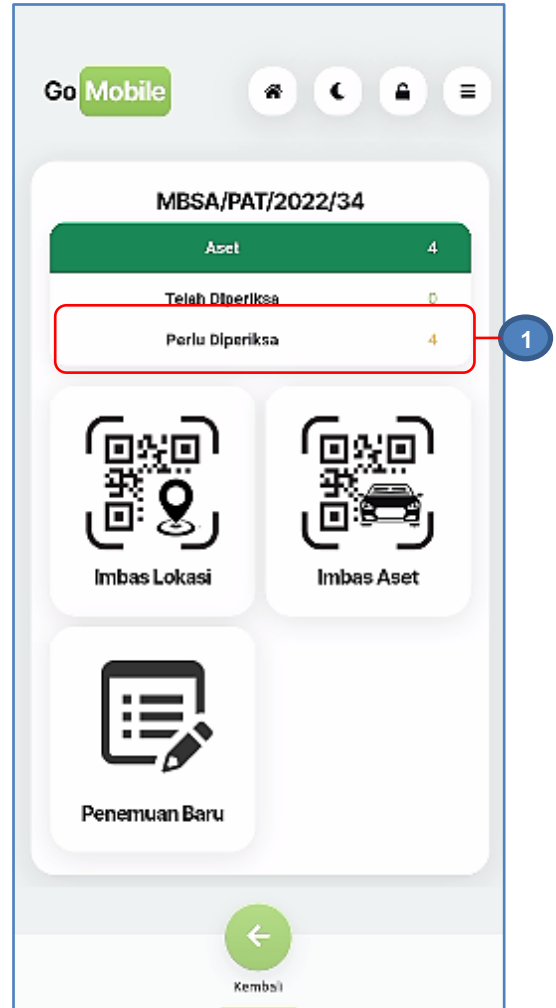 Go Mobile
MBSA/PAT/2022/34
Aset 4
Telah Diperiksa 0
Perlu Diperiksa 4
1
Imbas Lokasi Imbas Aset
Penemuan Baru
Kembali